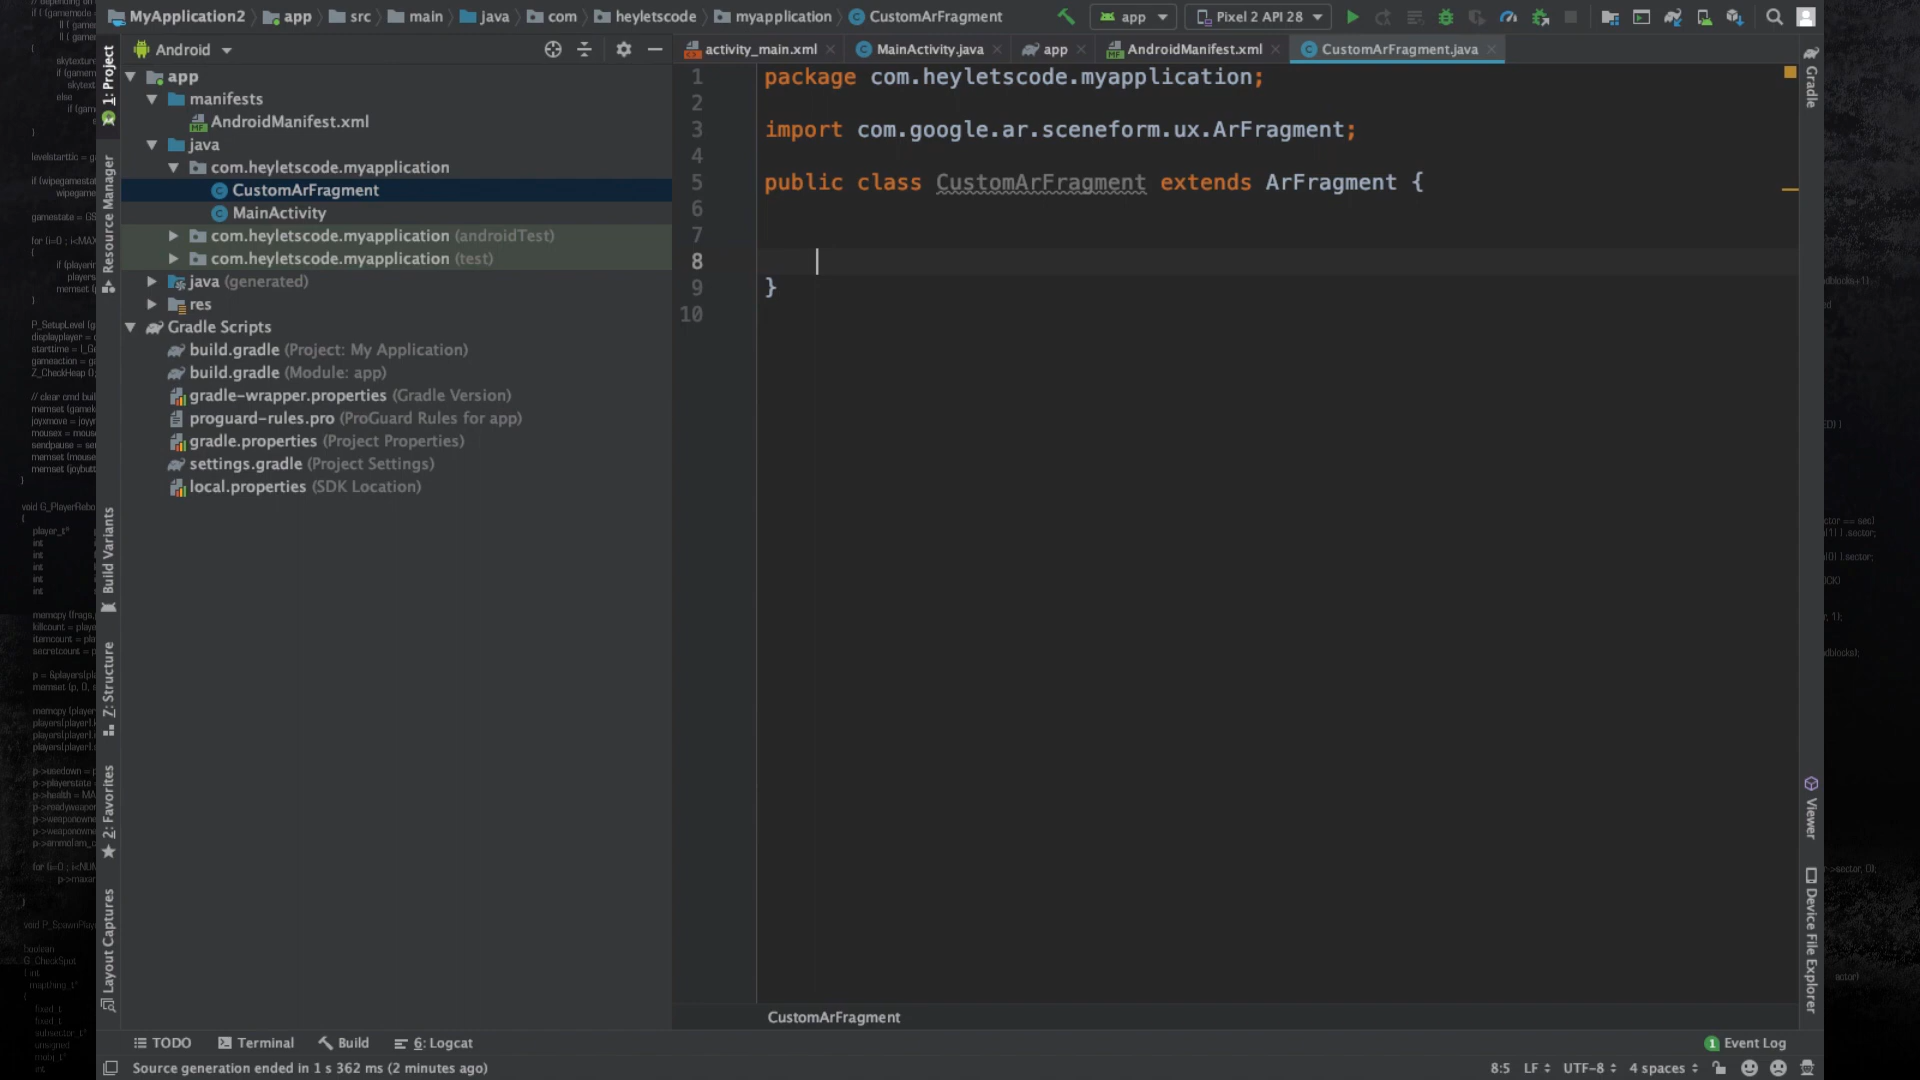 MyApplication2 app src main java com heyletscode myapplication CustomArFragment app Pixel 2 API 28
Android
activity_main.xml MainActivity.java app AndroidManifest.xml CustomArFragment.java
1: Project
Resource Manager
Build Variants
Z: Structure
2: Favorites
Layout Captures
app
manifests
AndroidManifest.xml
java
com.heyletscode.myapplication
CustomArFragment
MainActivity
com.heyletscode.myapplication (androidTest)
com.heyletscode.myapplication (test)
java (generated)
res
Gradle Scripts
build.gradle (Project: My Application)
build.gradle (Module: app)
gradle-wrapper.properties (Gradle Version)
proguard-rules.pro (ProGuard Rules for app)
gradle.properties (Project Properties)
settings.gradle (Project Settings)
local.properties (SDK Location)
1 package com.heyletscode.myapplication;
2
3 import com.google.ar.sceneform.ux.ArFragment;
4
5 public class CustomArFragment extends ArFragment {
6
7
8
9 }
10
CustomArFragment
Gradle
Viewer
Device File Explorer
TODO Terminal Build 6: Logcat 1 Event Log
Source generation ended in 1 s 362 ms (2 minutes ago) 8:5 LF UTF-8 4 spaces